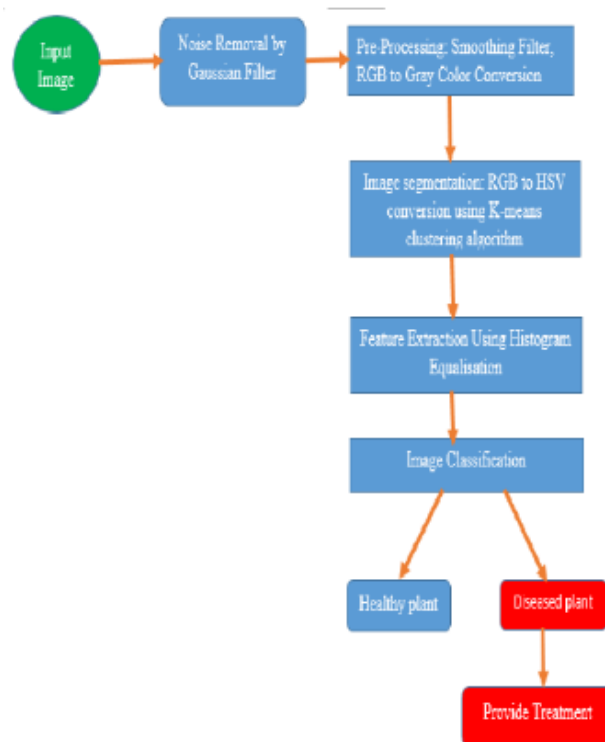 Input
Image
Noise Removal by
Gaussian Filter
Pre-Processing: Smoothing Filter,
RGB to Gray Color Conversion
Image segmentation: RGB to HSV
conversion using K-means
clustering algorithm
Feature Extraction Using Histogram
Equalisation
Image Classification
Healthy plant
Diseased plant
Provide Treatment